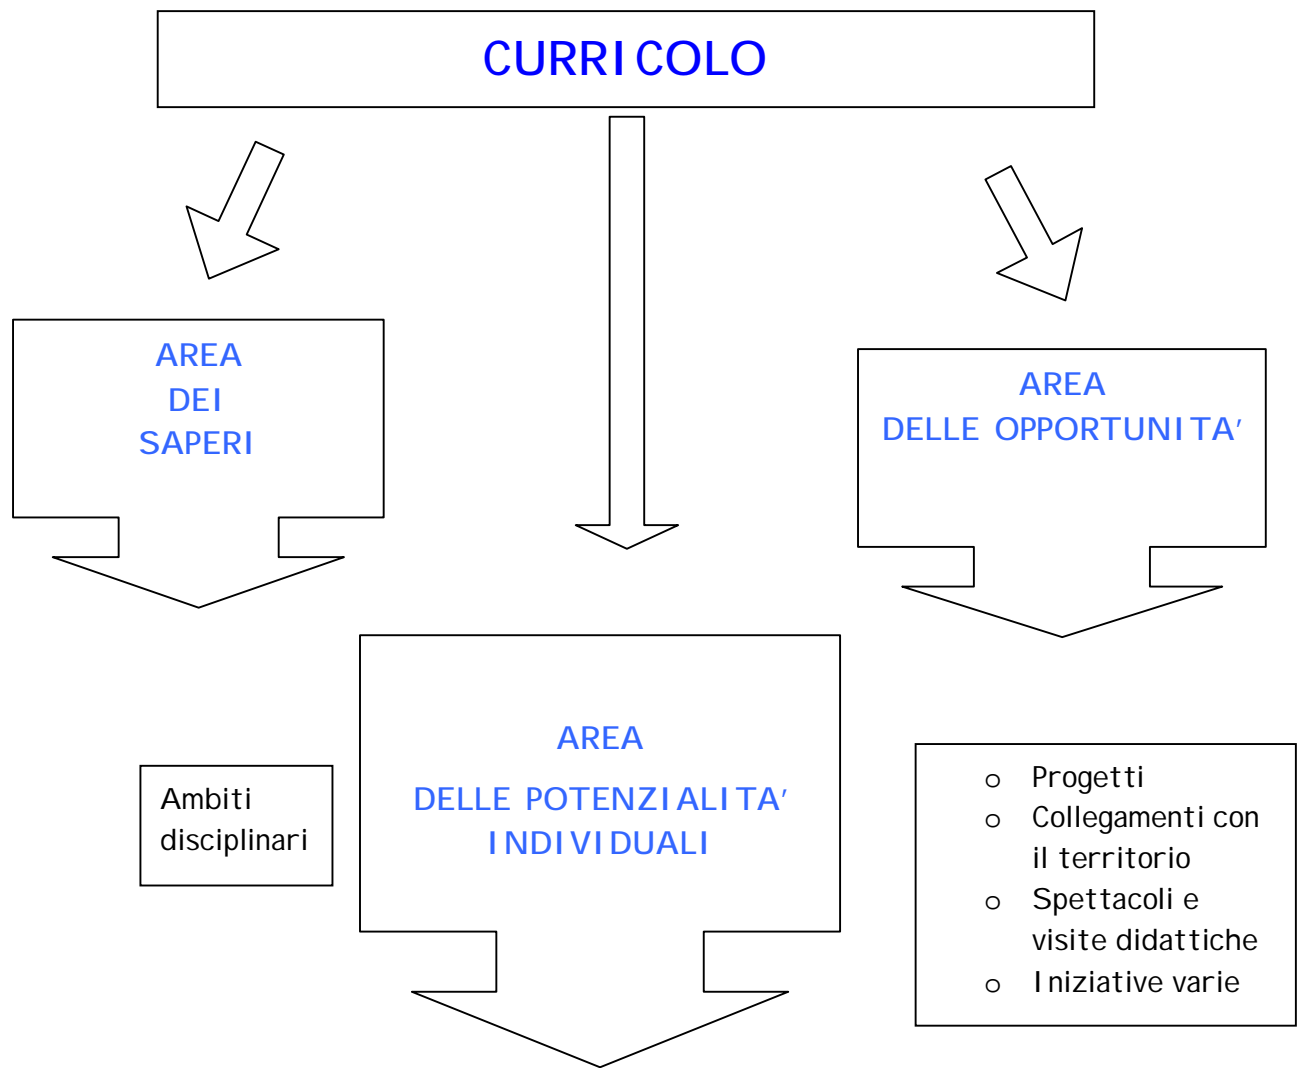 CURRICOLO
AREA
DEI
SAPERI
AREA
DELLE OPPORTUNITA’
AREA
DELLE POTENZIALITA’
INDIVIDUALI
Ambiti
disciplinari
o Progetti
o Collegamenti con
il territorio
o Spettacoli e
visite didattiche
o Iniziative varie